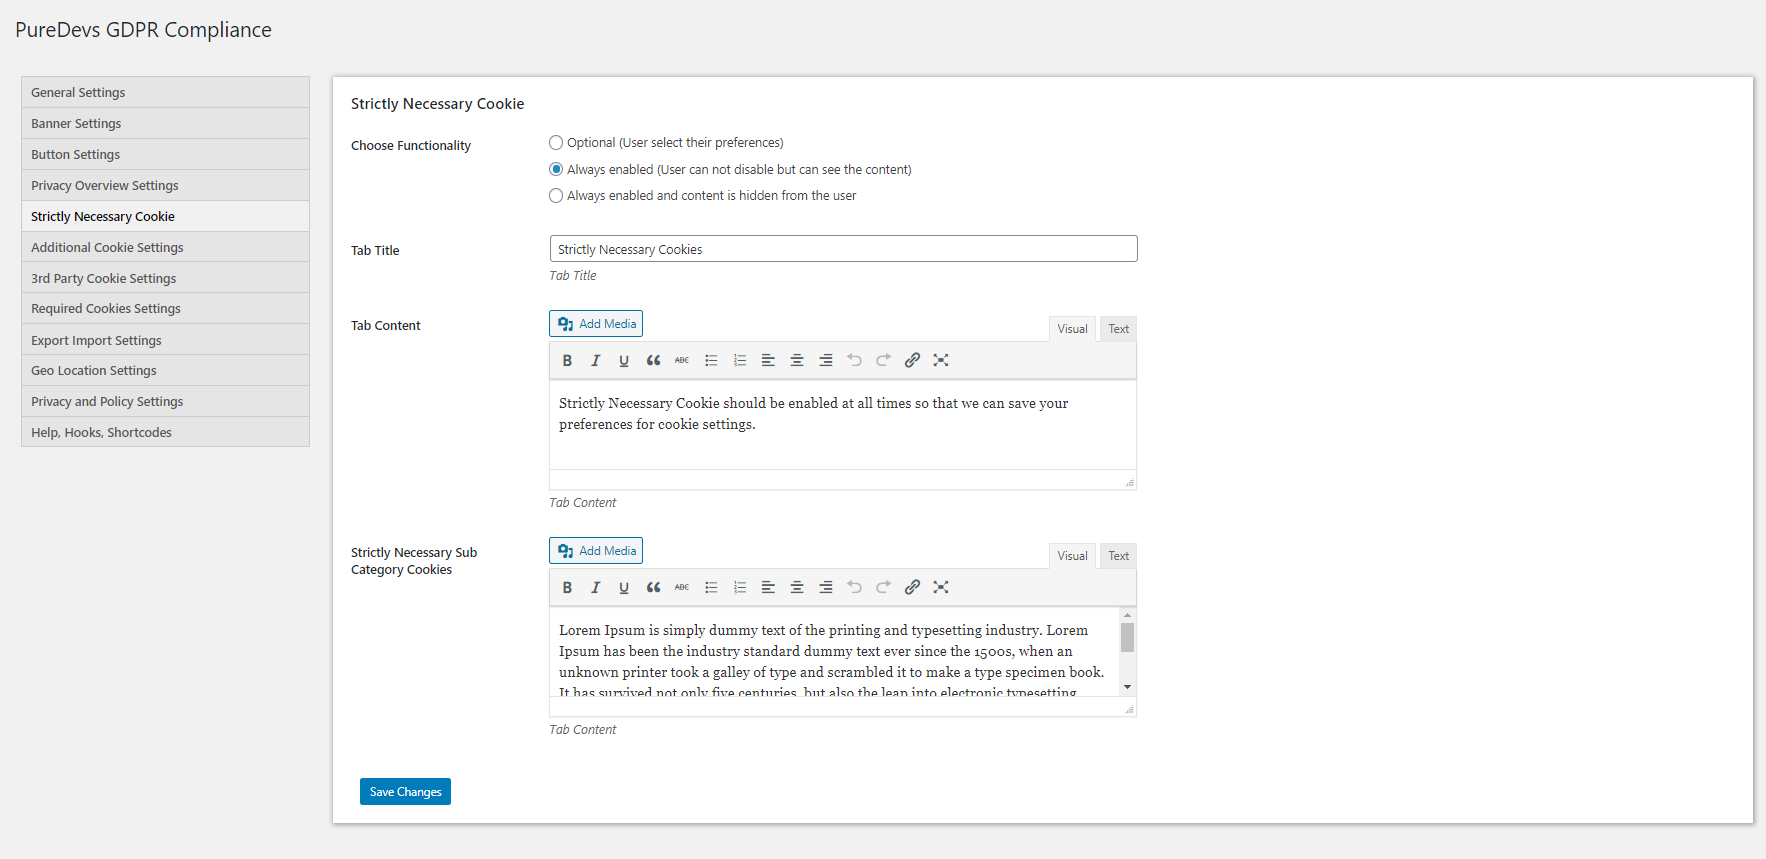 PureDevs GDPR Compliance
General Settings
Banner Settings
Button Settings
Privacy Overview Settings
Strictly Necessary Cookie
Additional Cookie Settings
3rd Party Cookie Settings
Required Cookies Settings
Export Import Settings
Geo Location Settings
Privacy and Policy Settings
Help, Hooks, Shortcodes
Strictly Necessary Cookie
Choose Functionality
Optional (User select their preferences)
Always enabled (User can not disable but can see the content)
Always enabled and content is hidden from the user
Tab Title
Strictly Necessary Cookies
Tab Title
Tab Content
Add Media
Visual
Text
B I U ABC
Strictly Necessary Cookie should be enabled at all times so that we can save your
preferences for cookie settings.
Tab Content
Strictly Necessary Sub
Category Cookies
Add Media
Visual
Text
B I U ABC
Lorem Ipsum is simply dummy text of the printing and typesetting industry. Lorem
Ipsum has been the industry standard dummy text ever since the 1500s, when an
unknown printer took a galley of type and scrambled it to make a type specimen book.
It has survived not only five centuries, but also the leap into electronic typesetting
Tab Content
Save Changes